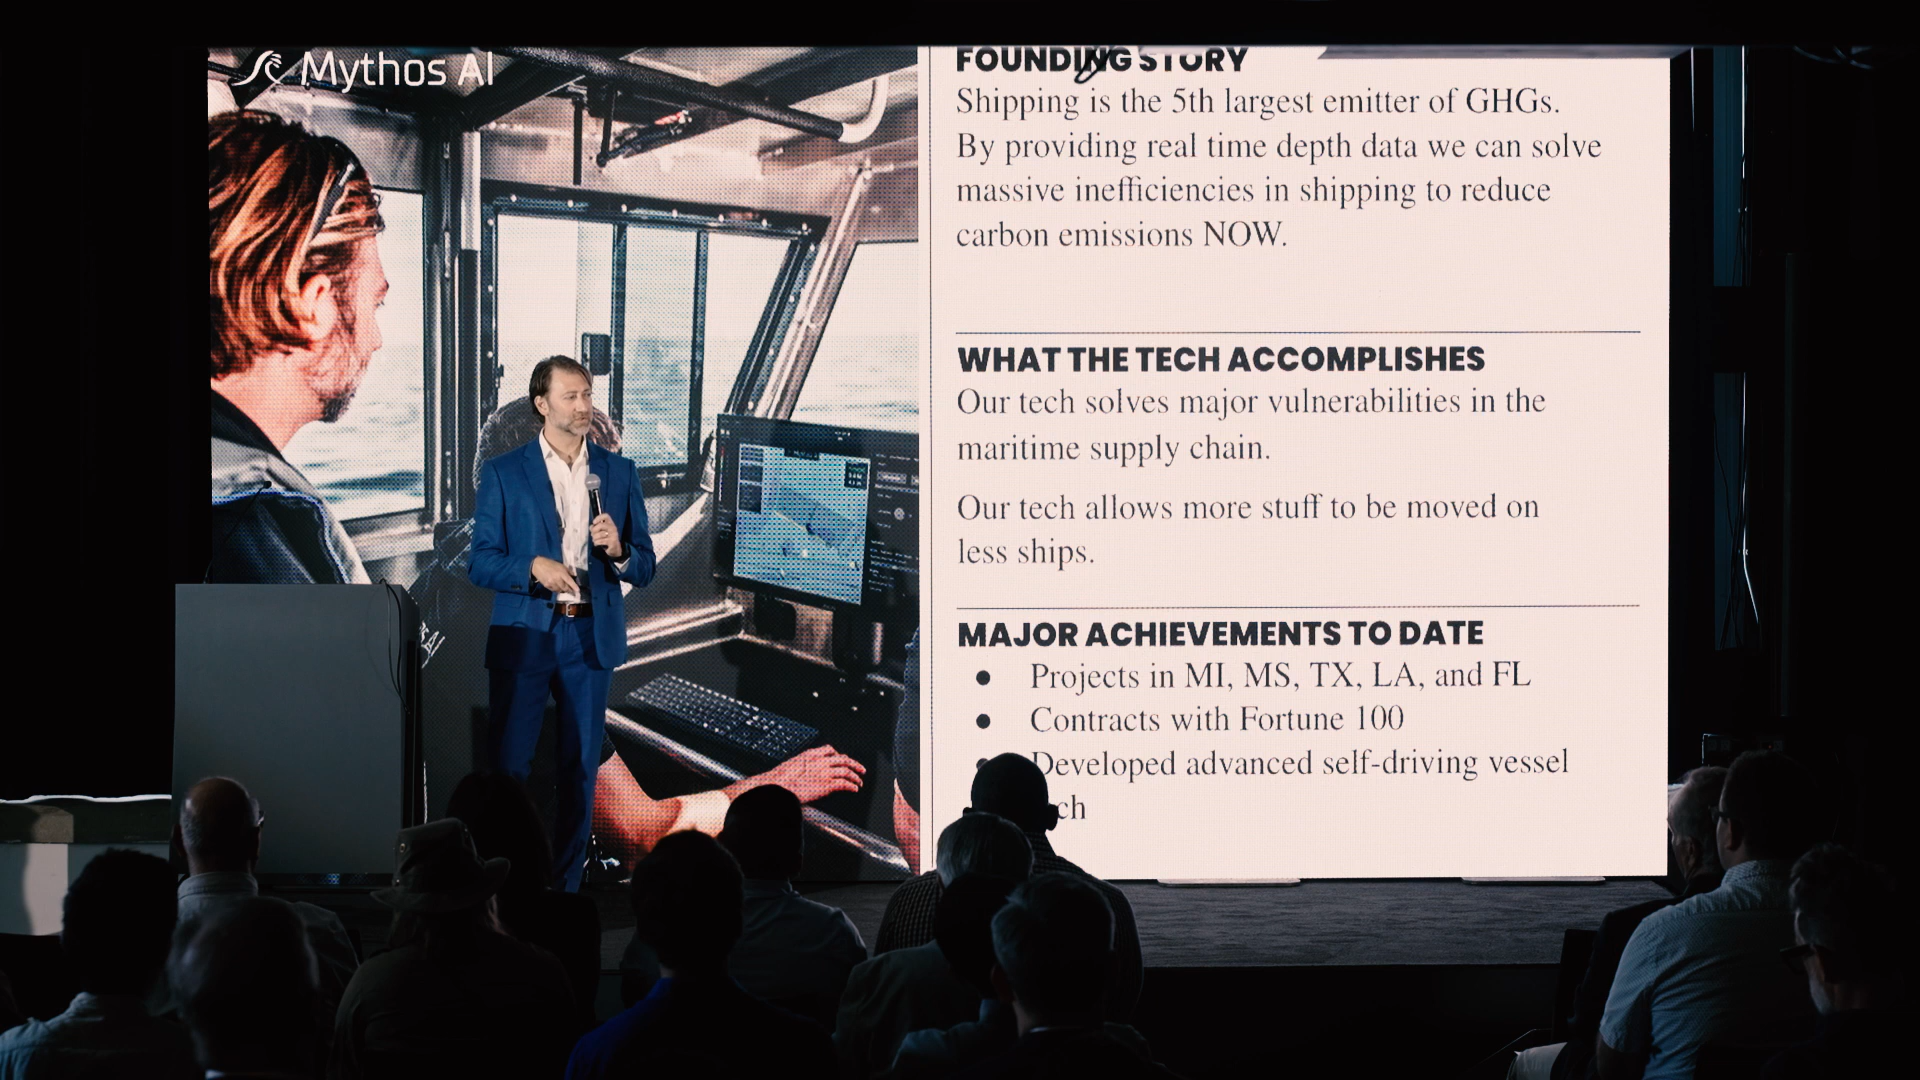 Mythos AI
FOUNDING STORY
Shipping is the 5th largest emitter of GHGs.
By providing real time depth data we can solve
massive inefficiencies in shipping to reduce
carbon emissions NOW.
WHAT THE TECH ACCOMPLISHES
Our tech solves major vulnerabilities in the
maritime supply chain.
Our tech allows more stuff to be moved on
less ships.
MAJOR ACHIEVEMENTS TO DATE
● Projects in MI, MS, TX, LA, and FL
● Contracts with Fortune 100
● Developed advanced self-driving vessel
ch